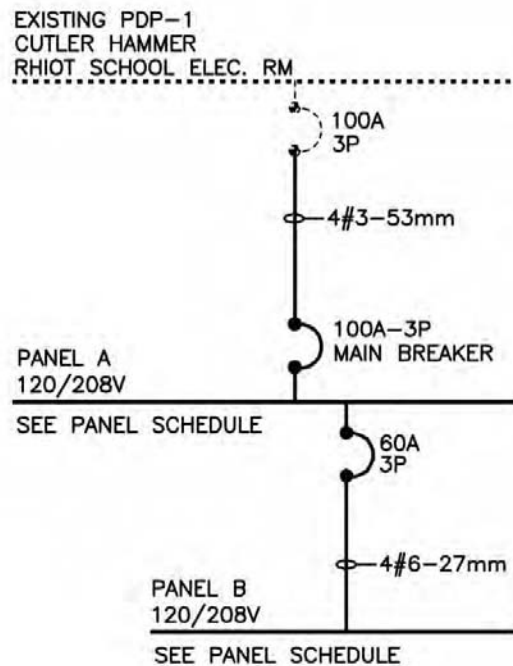 EXISTING PDP-1
CUTLER HAMMER
RHIOT SCHOOL ELEC. RM
100A
3P
4#3-53mm
100A-3P
MAIN BREAKER
PANEL A
120/208V
SEE PANEL SCHEDULE
60A
3P
4#6-27mm
PANEL B
120/208V
SEE PANEL SCHEDULE